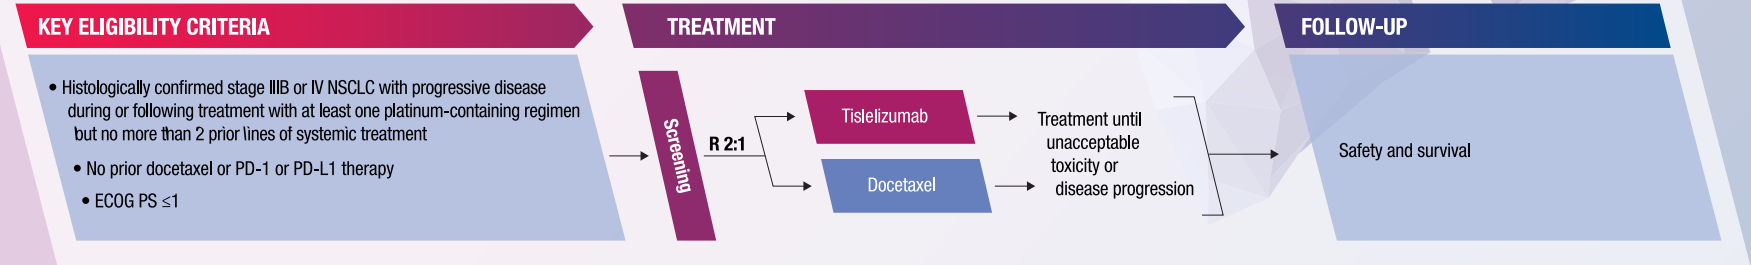 KEY ELIGIBILITY CRITERIA
• Histologically confirmed stage IIIB or IV NSCLC with progressive disease
during or following treatment with at least one platinum-containing regimen
but no more than 2 prior lines of systemic treatment
• No prior docetaxel or PD-1 or PD-L1 therapy
• ECOG PS ≤1
TREATMENT
Screening
R 2:1
Tislelizumab
Docetaxel
Treatment until
unacceptable
toxicity or
disease progression
FOLLOW-UP
Safety and survival